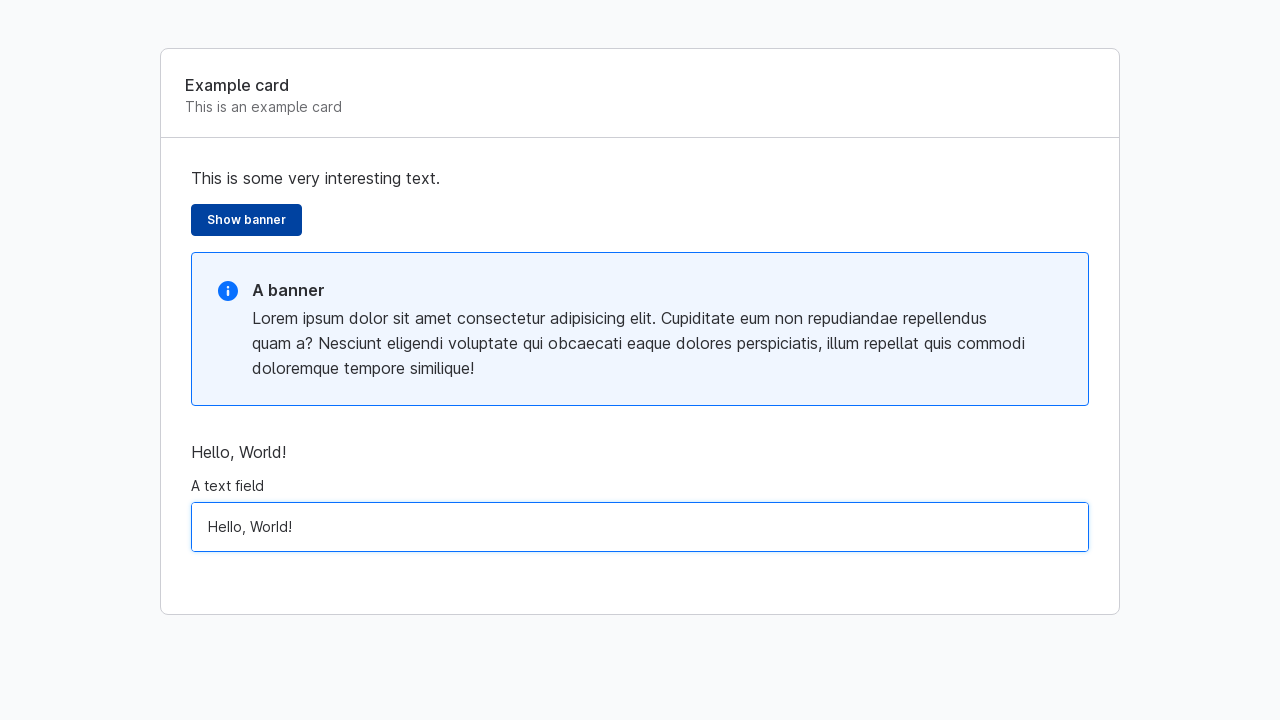 Example card
This is an example card
This is some very interesting text.
Show banner
A banner
Lorem ipsum dolor sit amet consectetur adipisicing elit. Cupiditate eum non repudiandae repellendus
quam a? Nesciunt eligendi voluptate qui obcaecati eaque dolores perspiciatis, illum repellat quis commodi
doloremque tempore similique!
Hello, World!
A text field
Hello, World!